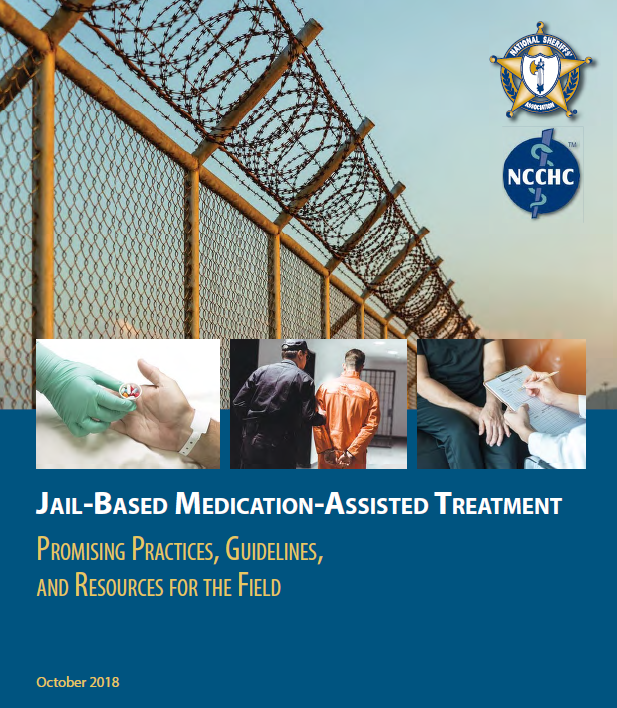 NATIONAL SHERIFFS'
ASSOCIATION
NCCHC
TM
JAIL-BASED MEDICATION-ASSISTED TREATMENT
PROMISING PRACTICES, GUIDELINES,
AND RESOURCES FOR THE FIELD
October 2018